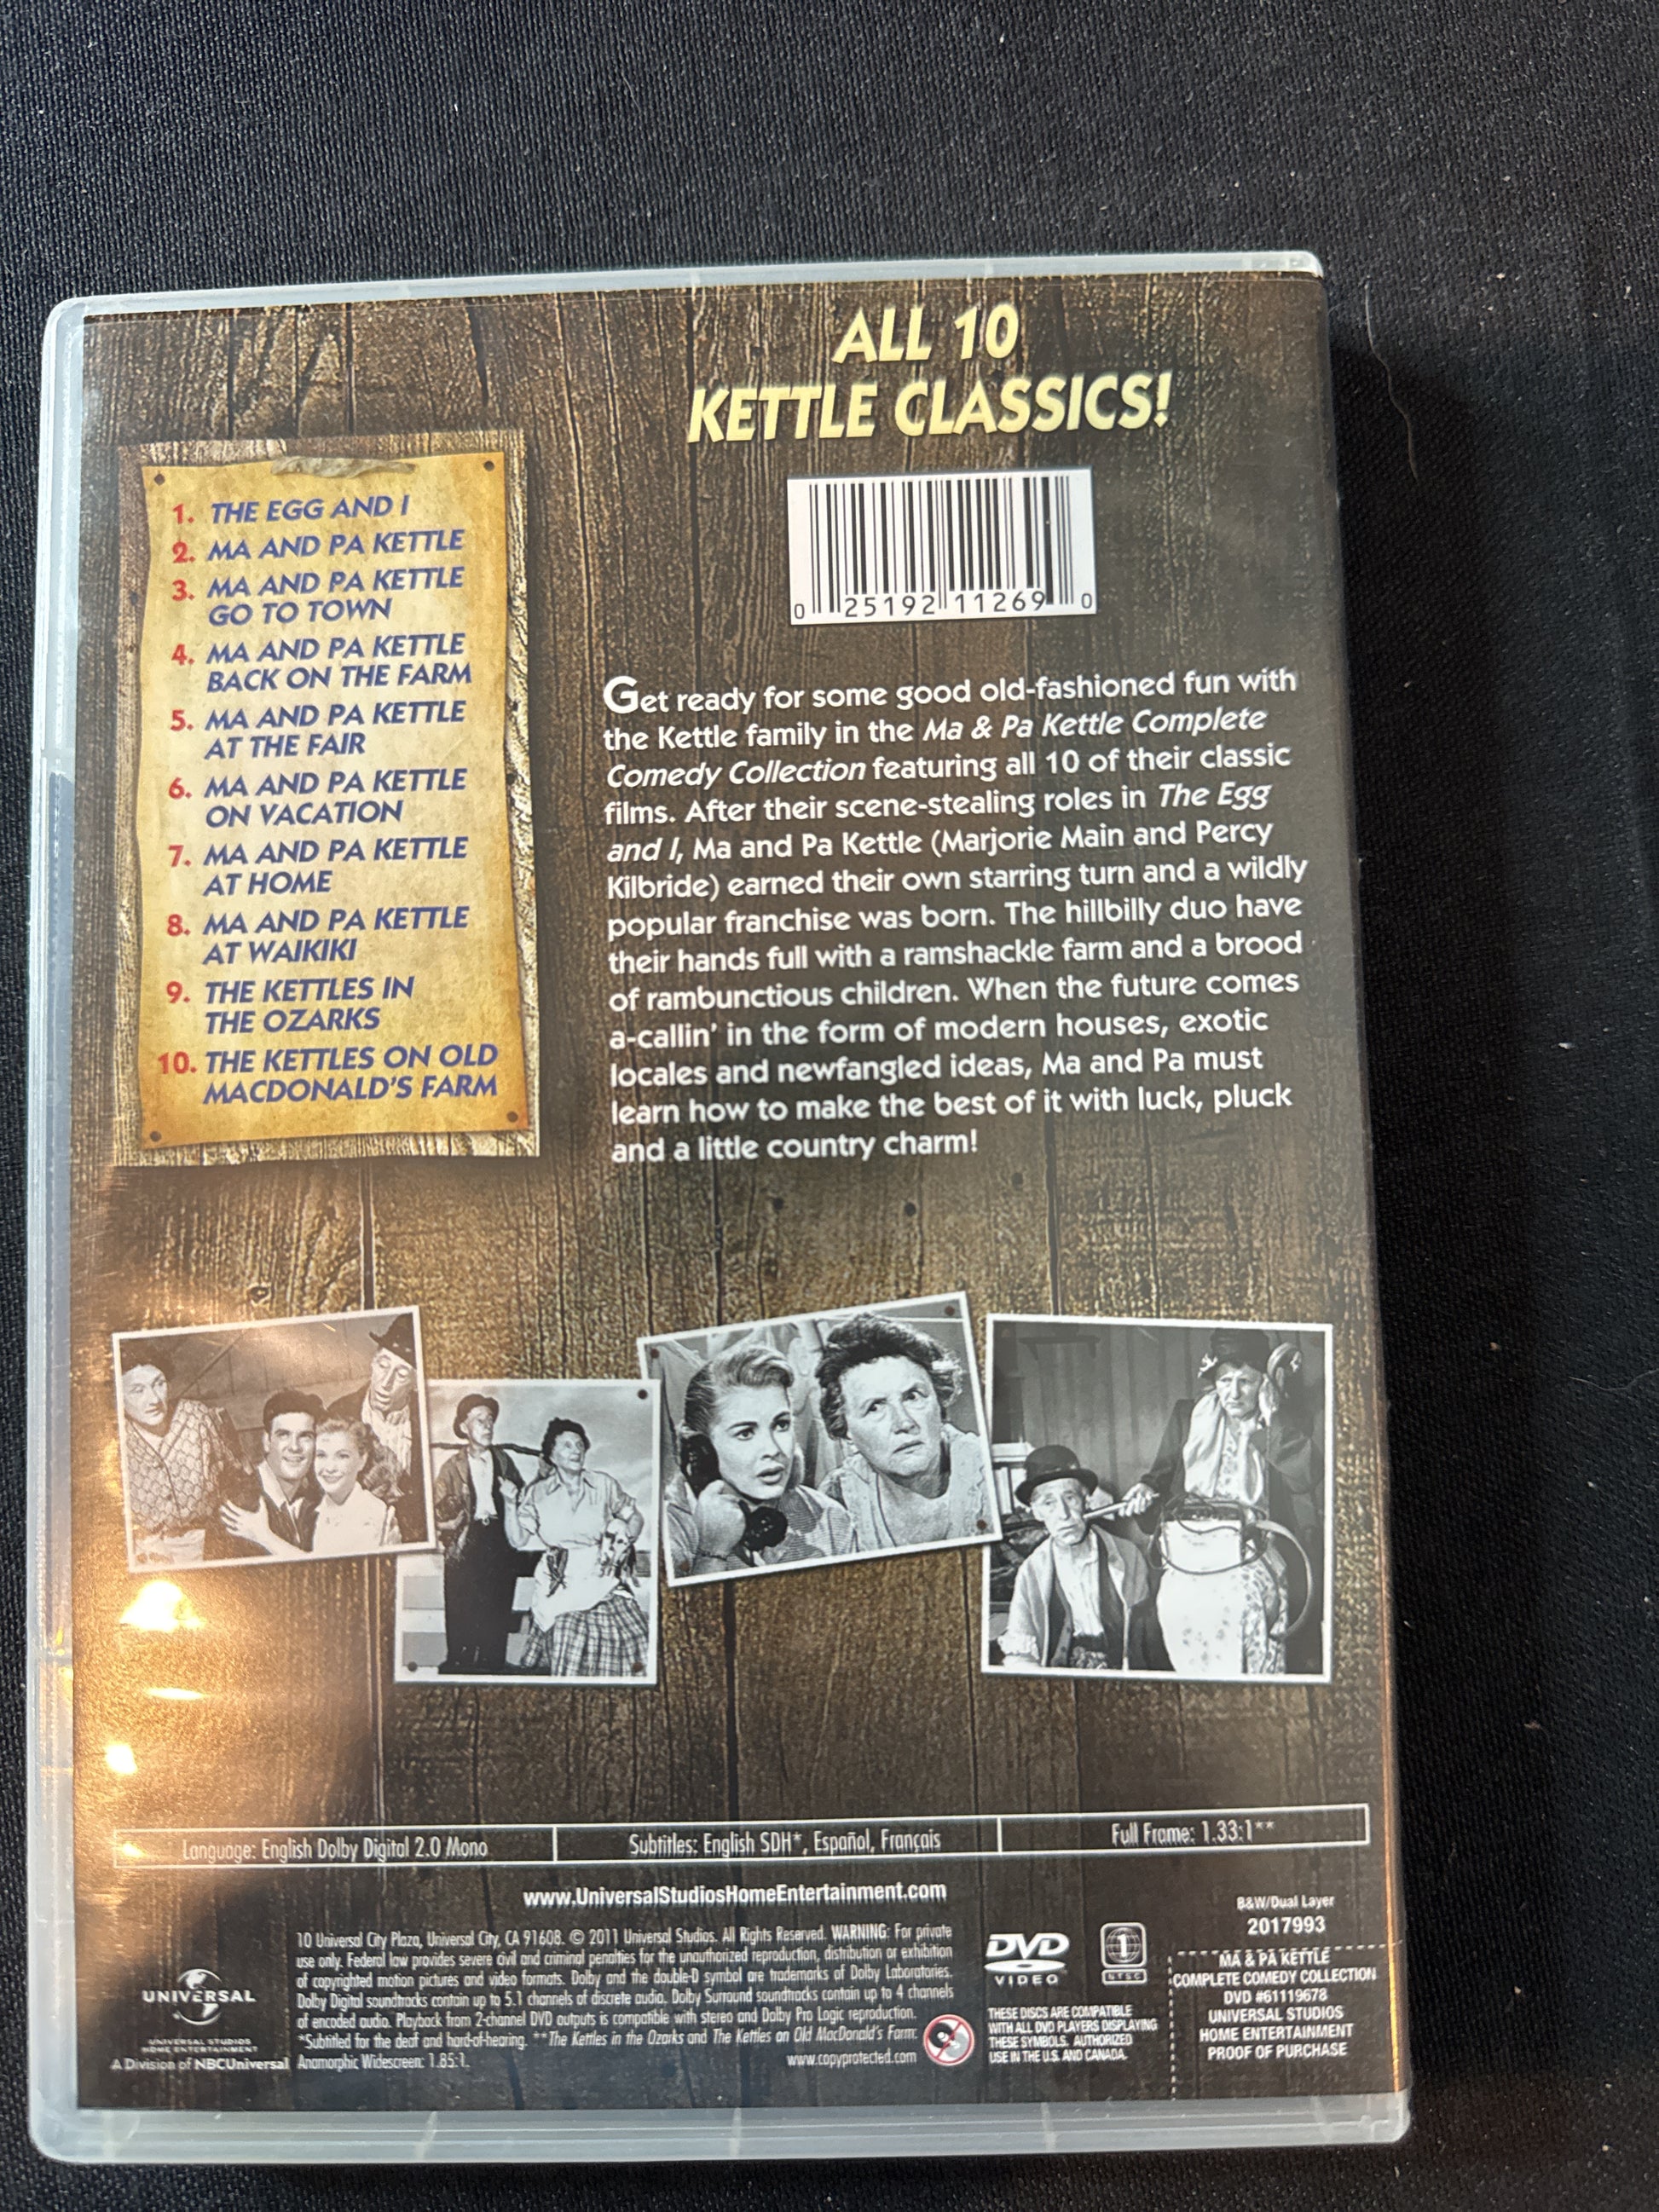 ALL 10
KETTLE CLASSICS!
1. THE EGG AND I
2. MA AND PA KETTLE
3. MA AND PA KETTLE
GO TO TOWN
4. MA AND PA KETTLE
BACK ON THE FARM
5. MA AND PA KETTLE
AT THE FAIR
6. MA AND PA KETTLE
ON VACATION
7. MA AND PA KETTLE
AT HOME
8. MA AND PA KETTLE
AT WAIKIKI
9. THE KETTLES IN
THE OZARKS
10. THE KETTLES ON OLD
MACDONALD'S FARM
0 25192 11269 0
Get ready for some good old-fashioned fun with
the Kettle family in the Ma & Pa Kettle Complete
Comedy Collection featuring all 10 of their classic
films. After their scene-stealing roles in The Egg
and I, Ma and Pa Kettle (Marjorie Main and Percy
Kilbride) earned their own starring turn and a wildly
popular franchise was born. The hillbilly duo have
their hands full with a ramshackle farm and a brood
of rambunctious children. When the future comes
a-callin' in the form of modern houses, exotic
locales and newfangled ideas, Ma and Pa must
learn how to make the best of it with luck, pluck
and a little country charm!
Language: English Dolby Digital 2.0 Mono
Subtitles: English SDH*, Español, Français
Full Frame: 1.33:1**
www.UniversalStudiosHomeEntertainment.com
10 Universal City Plaza, Universal City, CA 91608. © 2011 Universal Studios. All Rights Reserved. WARNING: For private
use only. Federal law provides severe civil and criminal penalties for the unauthorized reproduction, distribution or exhibition
of copyrighted motion pictures and video formats. Dolby and the double-D symbol are trademarks of Dolby Laboratories.
Dolby Digital soundtracks contain up to 5.1 channels of discrete audio. Dolby Surround soundtracks contain up to 4 channels
of encoded audio. Playback from 2-channel DVD outputs is compatible with stereo and Dolby Pro Logic reproduction.
*Subtitled for the deaf and hard-of-hearing. **The Kettles in the Ozarks and The Kettles on Old MacDonald's Farm:
Anamorphic Widescreen: 1.85:1.
www.copyprotected.com
UNIVERSAL
UNIVERSAL STUDIOS
HOME ENTERTAINMENT
A Division of NBCUniversal
DVD
VIDEO
1
NTSC
THESE DISCS ARE COMPATIBLE
WITH ALL DVD PLAYERS DISPLAYING
THESE SYMBOLS. AUTHORIZED
USE IN THE U.S. AND CANADA.
B&W/Dual Layer
2017993
MA & PA KETTLE
COMPLETE COMEDY COLLECTION
DVD #61119678
UNIVERSAL STUDIOS
HOME ENTERTAINMENT
PROOF OF PURCHASE